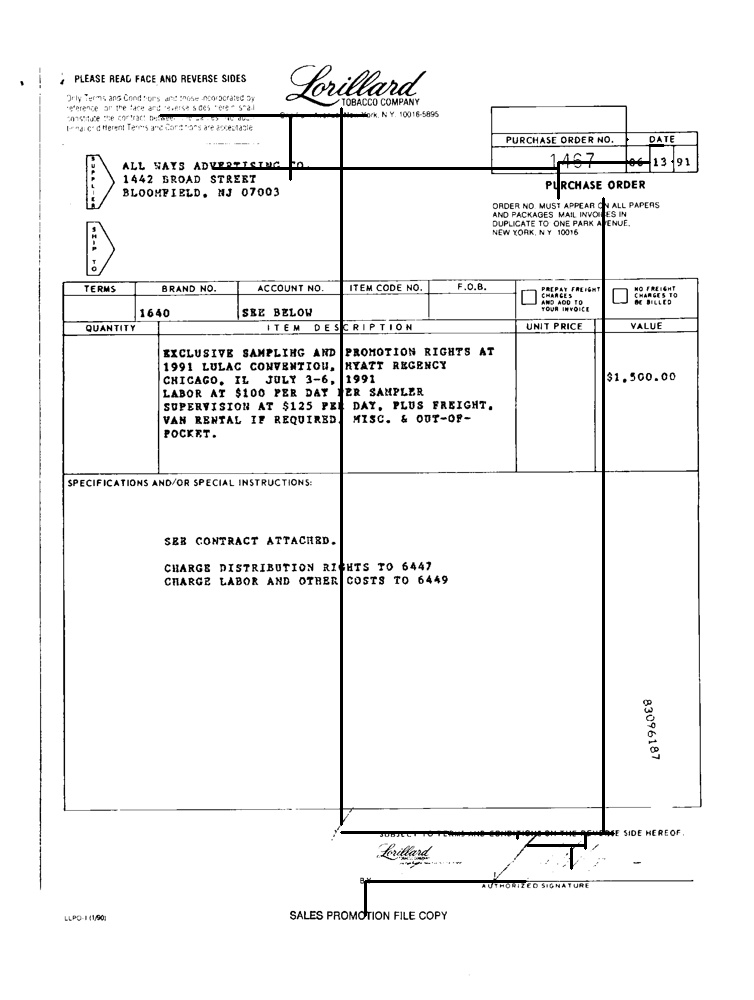 PLEASE READ FACE AND REVERSE SIDES
Only Terms and Conditions and those incorporated by
reference, on the face and reverse sides herein shall
constitute the contract between
Terms and Conditions are acceptable
Lorillard
TOBACCO COMPANY
York, N.Y. 10016-5895
PURCHASE ORDER NO. DATE
1467 06 13 91
PURCHASE ORDER
ORDER NO. MUST APPEAR ON ALL PAPERS
AND PACKAGES. MAIL INVOICES IN
DUPLICATE TO ONE PARK AVENUE,
NEW YORK, N.Y. 10016
SUPPLIER
ALL WAYS ADVERTISING CO.
1442 BROAD STREET
BLOOMFIELD, NJ 07003
SHIP TO
TERMS BRAND NO. ACCOUNT NO. ITEM CODE NO. F.O.B.
PREPAY FREIGHT
CHARGES
AND ADD TO
YOUR INVOICE
NO FREIGHT
CHARGES TO
BE BILLED
1640 SEE BELOW
QUANTITY ITEM DESCRIPTION UNIT PRICE VALUE
EXCLUSIVE SAMPLING AND PROMOTION RIGHTS AT
1991 LULAC CONVENTION, HYATT REGENCY
CHICAGO, IL JULY 3-6, 1991 $1,500.00
LABOR AT $100 PER DAY PER SAMPLER
SUPERVISION AT $125 PER DAY, PLUS FREIGHT,
VAN RENTAL IF REQUIRED, MISC. & OUT-OF-
POCKET.
SPECIFICATIONS AND/OR SPECIAL INSTRUCTIONS:
SEE CONTRACT ATTACHED.
CHARGE DISTRIBUTION RIGHTS TO 6447
CHARGE LABOR AND OTHER COSTS TO 6449
83096187
SUBJECT TO TERMS AND CONDITIONS ON THE REVERSE SIDE HEREOF.
Lorillard
BY
AUTHORIZED SIGNATURE
LLPO-1 (1/90)
SALES PROMOTION FILE COPY